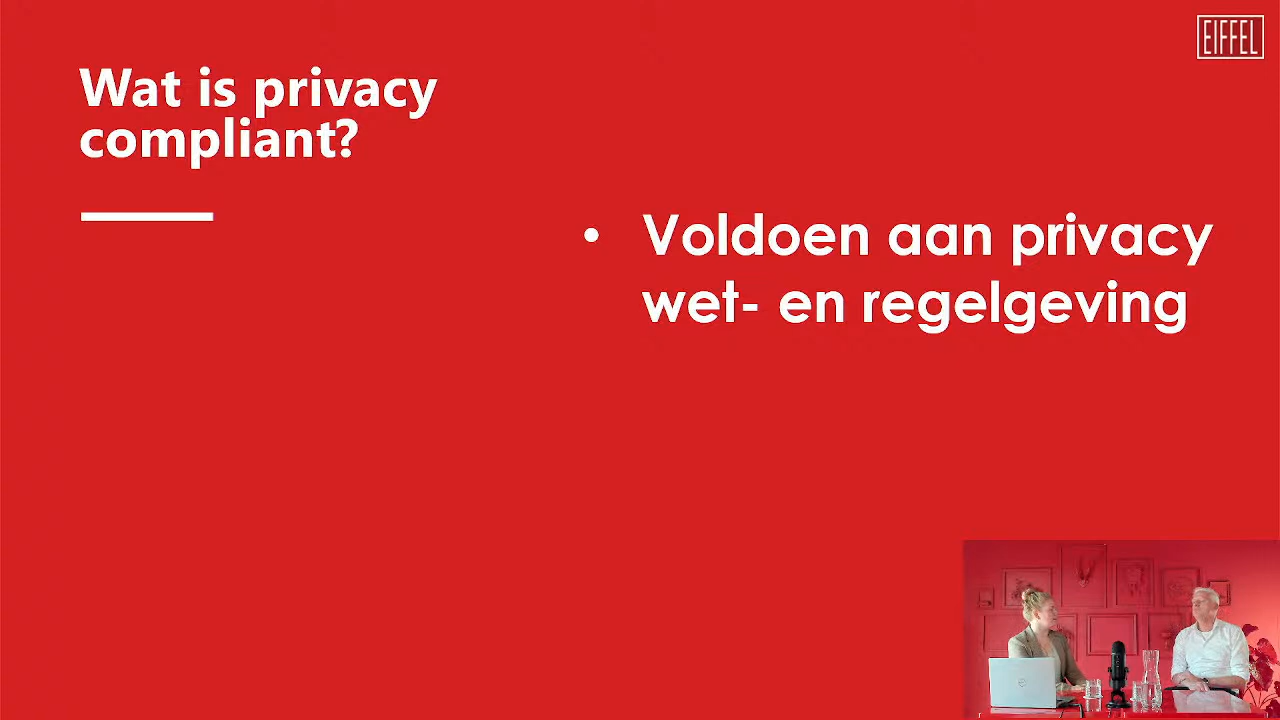 EIFFEL
Wat is privacy
compliant?
• Voldoen aan privacy
wet- en regelgeving